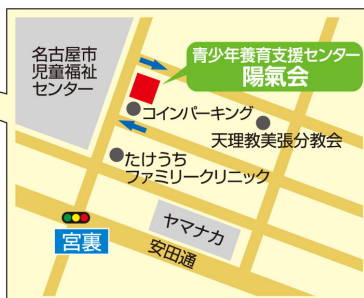 名古屋市
児童福祉
センター
青少年養育支援センター
陽氣会
コインパーキング
天理教美張分教会
たけうち
ファミリークリニック
ヤマナカ
宮裏
安田通